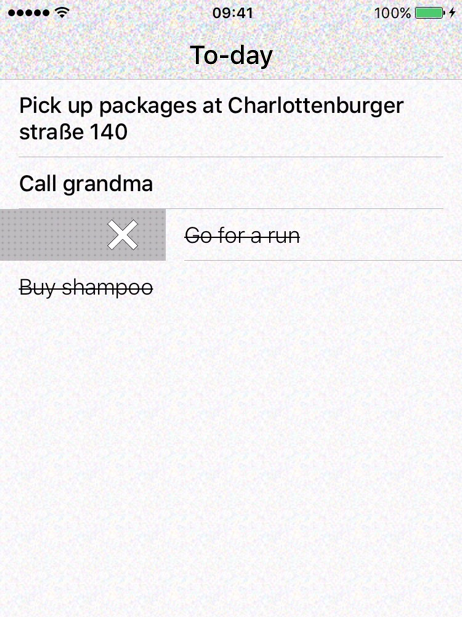 09:41
100%
To-day
Pick up packages at Charlottenburger
straße 140
Call grandma
Go for a run
Buy shampoo